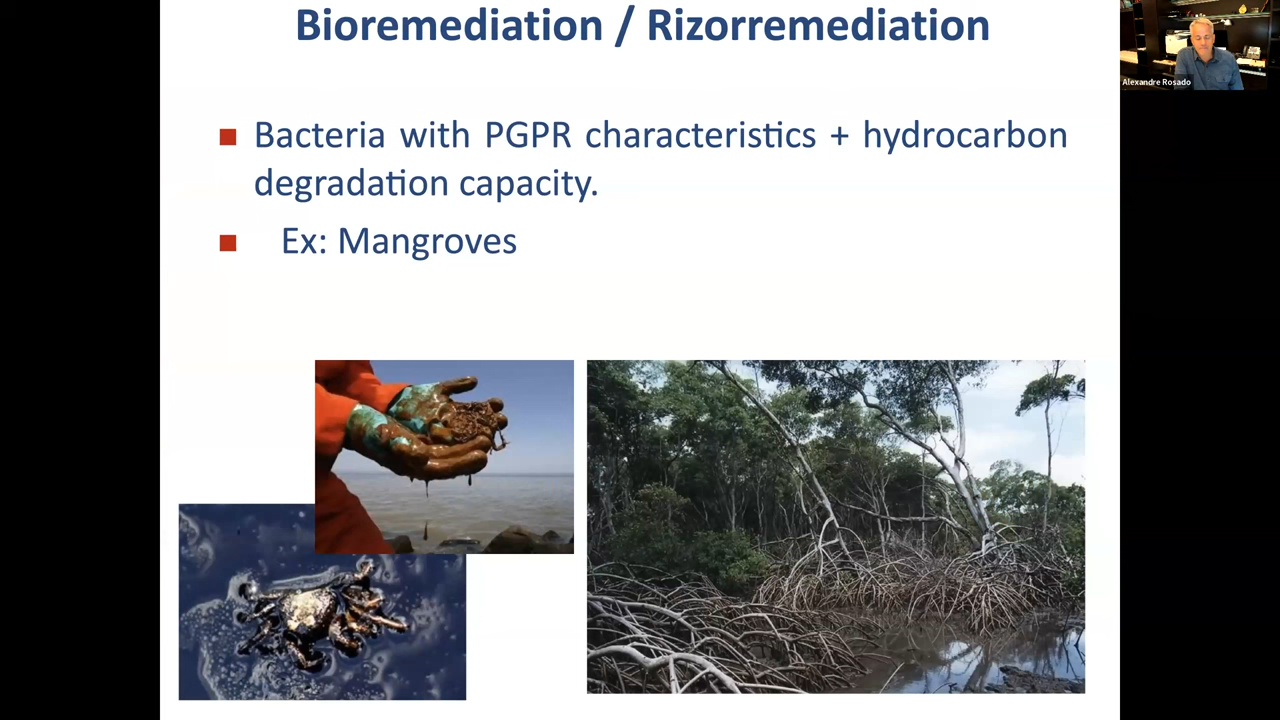 Bioremediation / Rizorremediation
Alexandre Rosado
Bacteria with PGPR characteristics + hydrocarbon
degradation capacity.
Ex: Mangroves